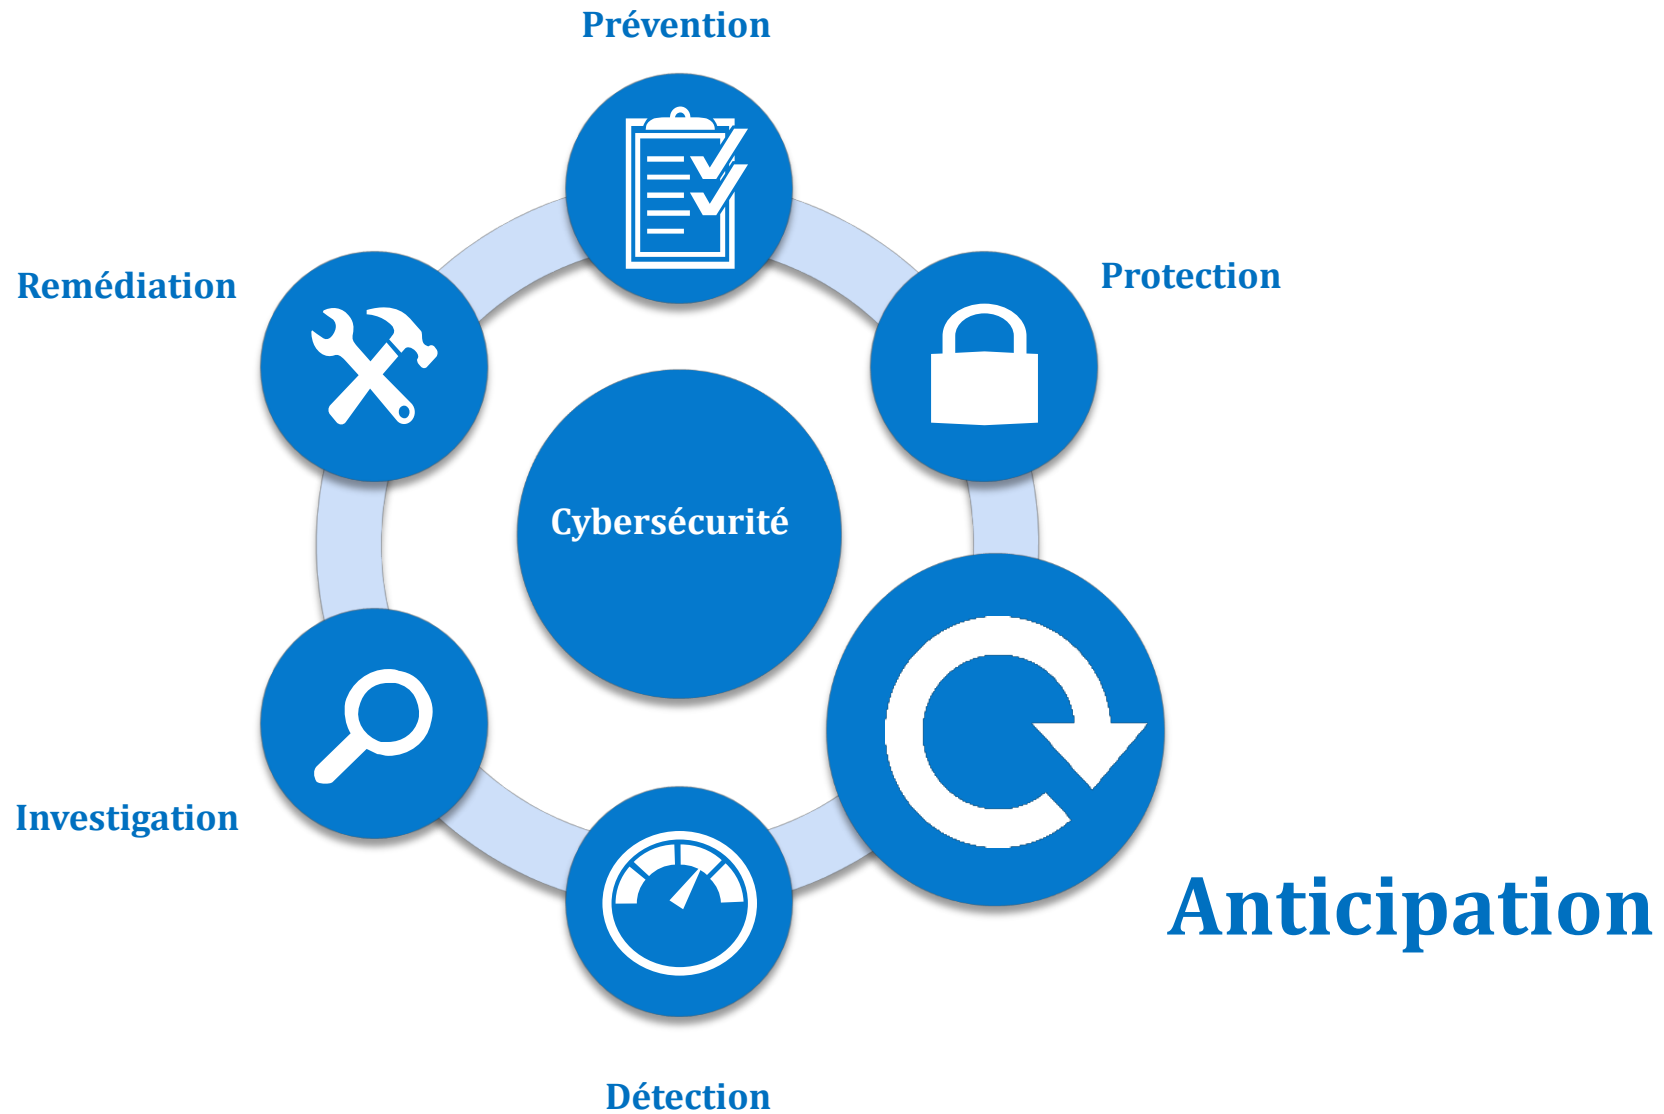 Prévention
Protection
Remédiation
Cybersécurité
Investigation
Anticipation
Détection